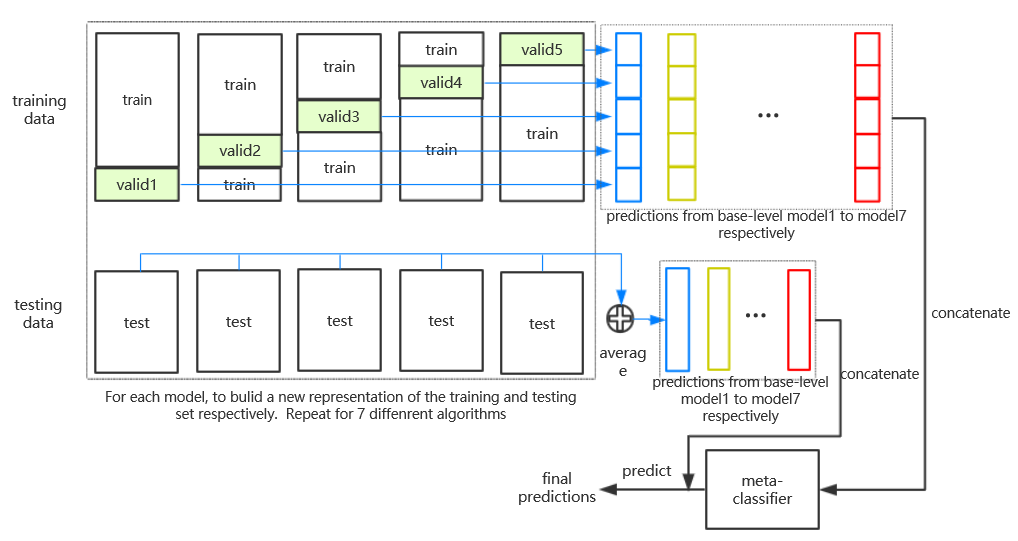 training
data
train
train
train
train
valid5
valid4
valid3
train
train
valid2
train
valid1
train
...
predictions from base-level model1 to model7
respectively
testing
data
test
test
test
test
test
averag
e
...
predictions from base-level
model1 to model7
respectively
concatenate
concatenate
For each model, to bulid a new representation of the training and testing
set respectively. Repeat for 7 diffenrent algorithms
final
predictions
predict
meta-
classifier